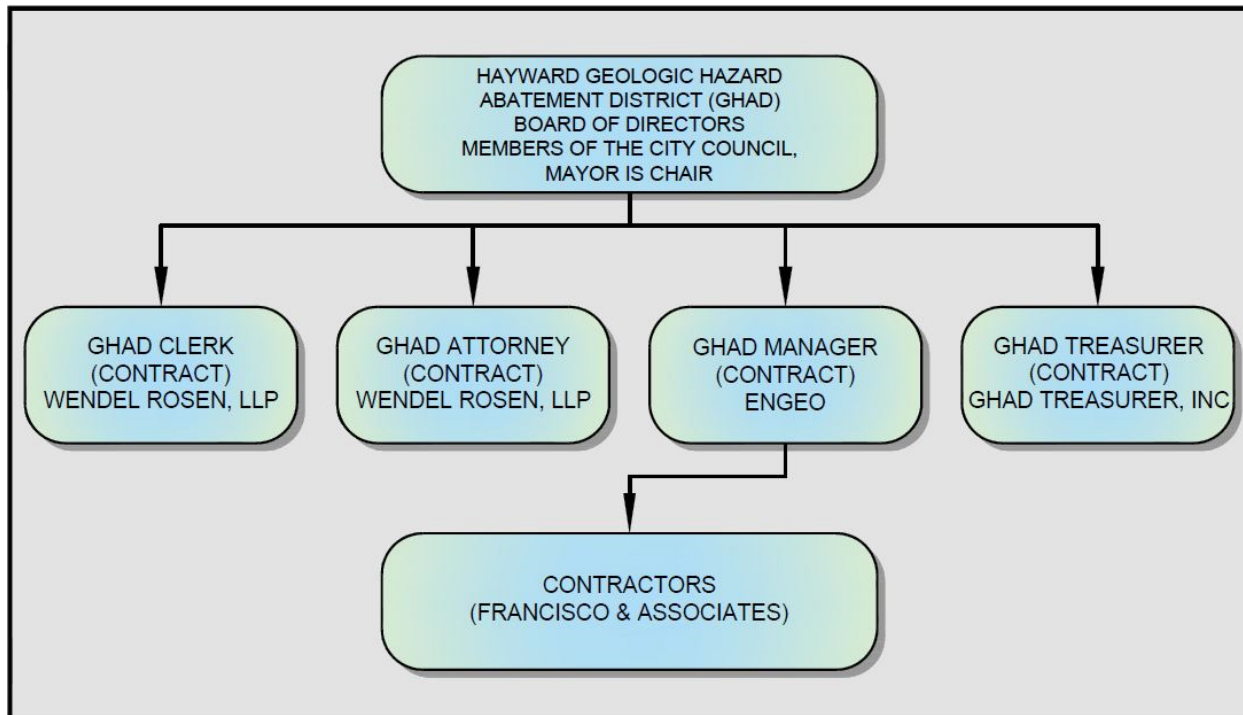 HAYWARD GEOLOGIC HAZARD
ABATEMENT DISTRICT (GHAD)
BOARD OF DIRECTORS
MEMBERS OF THE CITY COUNCIL,
MAYOR IS CHAIR
GHAD CLERK
(CONTRACT)
WENDEL ROSEN, LLP
GHAD ATTORNEY
(CONTRACT)
WENDEL ROSEN, LLP
GHAD MANAGER
(CONTRACT)
ENGEO
GHAD TREASURER
(CONTRACT)
GHAD TREASURER, INC
CONTRACTORS
(FRANCISCO & ASSOCIATES)